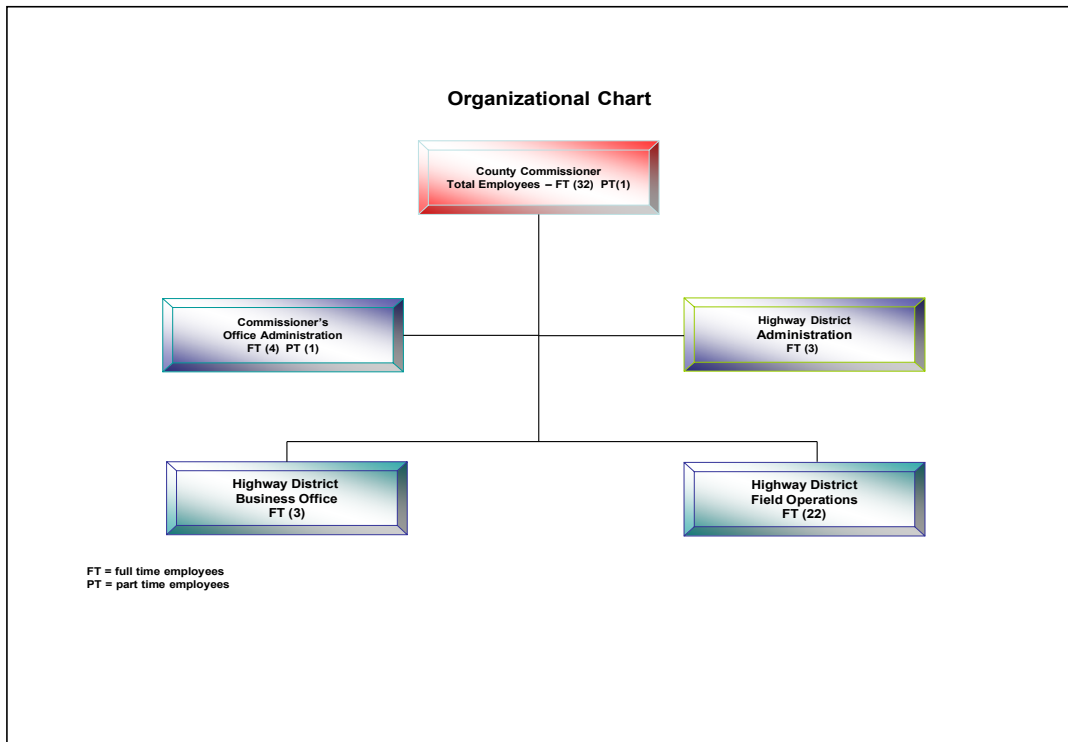 Organizational Chart
County Commissioner
Total Employees – FT (32) PT(1)
Commissioner's
Office Administration
FT (4) PT (1)
Highway District
Administration
FT (3)
Highway District
Business Office
FT (3)
Highway District
Field Operations
FT (22)
FT = full time employees
PT = part time employees